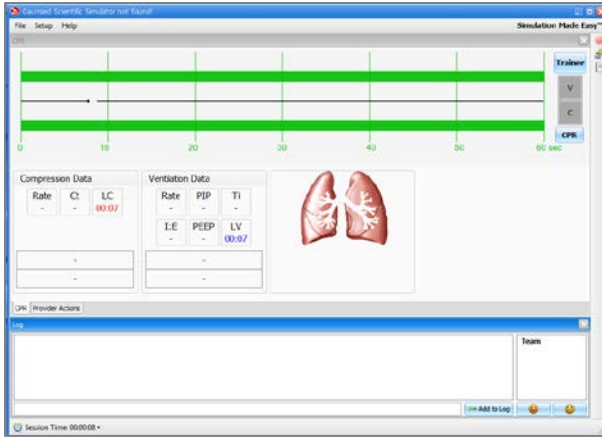 Gaumard Scientific Simulator not found!
File Setup Help
Simulation Made Easy™
CPR
Trainer
V
C
CPR
0 10 20 30 40 50 60 sec
Compression Data
Rate Ct LC
- - 00:07
-
-
Ventilation Data
Rate PIP Ti
- - -
I:E PEEP LV
- - 00:07
-
-
CPR Provider Actions
Log
Team
Add to Log
Session Time: 00:00:08